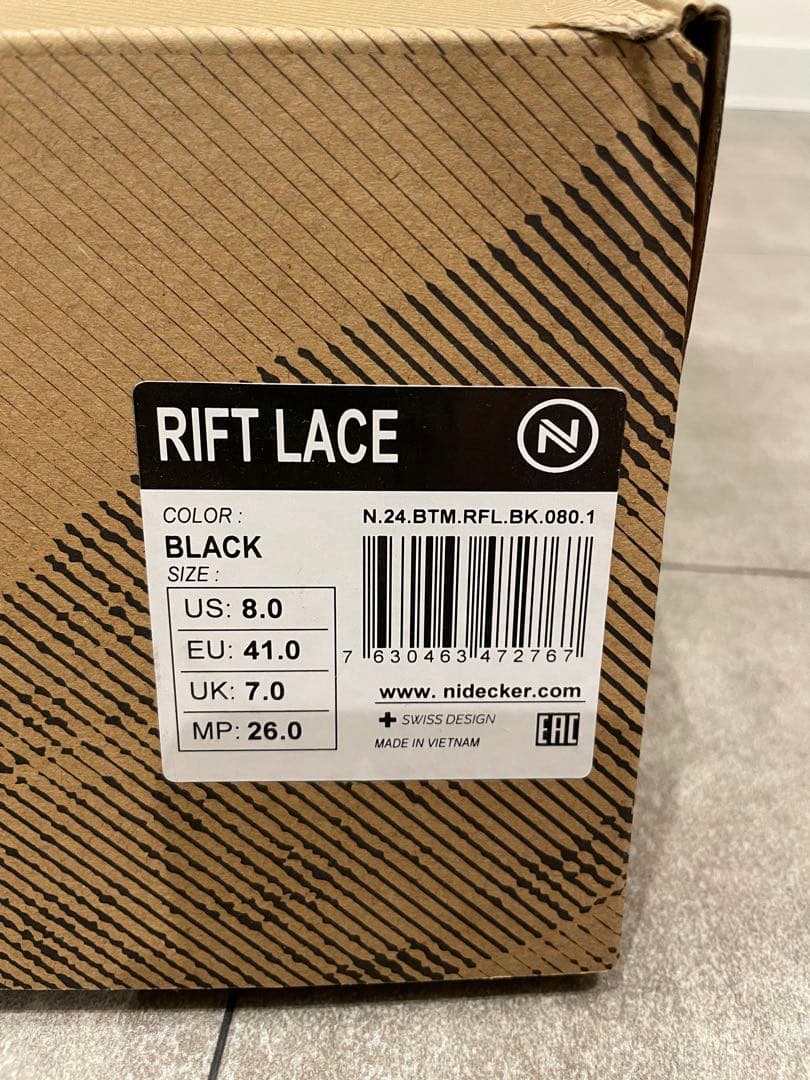 RIFT LACE
N
COLOR :
BLACK
SIZE :
US: 8.0
EU: 41.0
UK: 7.0
MP: 26.0
N.24.BTM.RFL.BK.080.1
7 630463 472767
www. nidecker.com
SWISS DESIGN
MADE IN VIETNAM
EAC